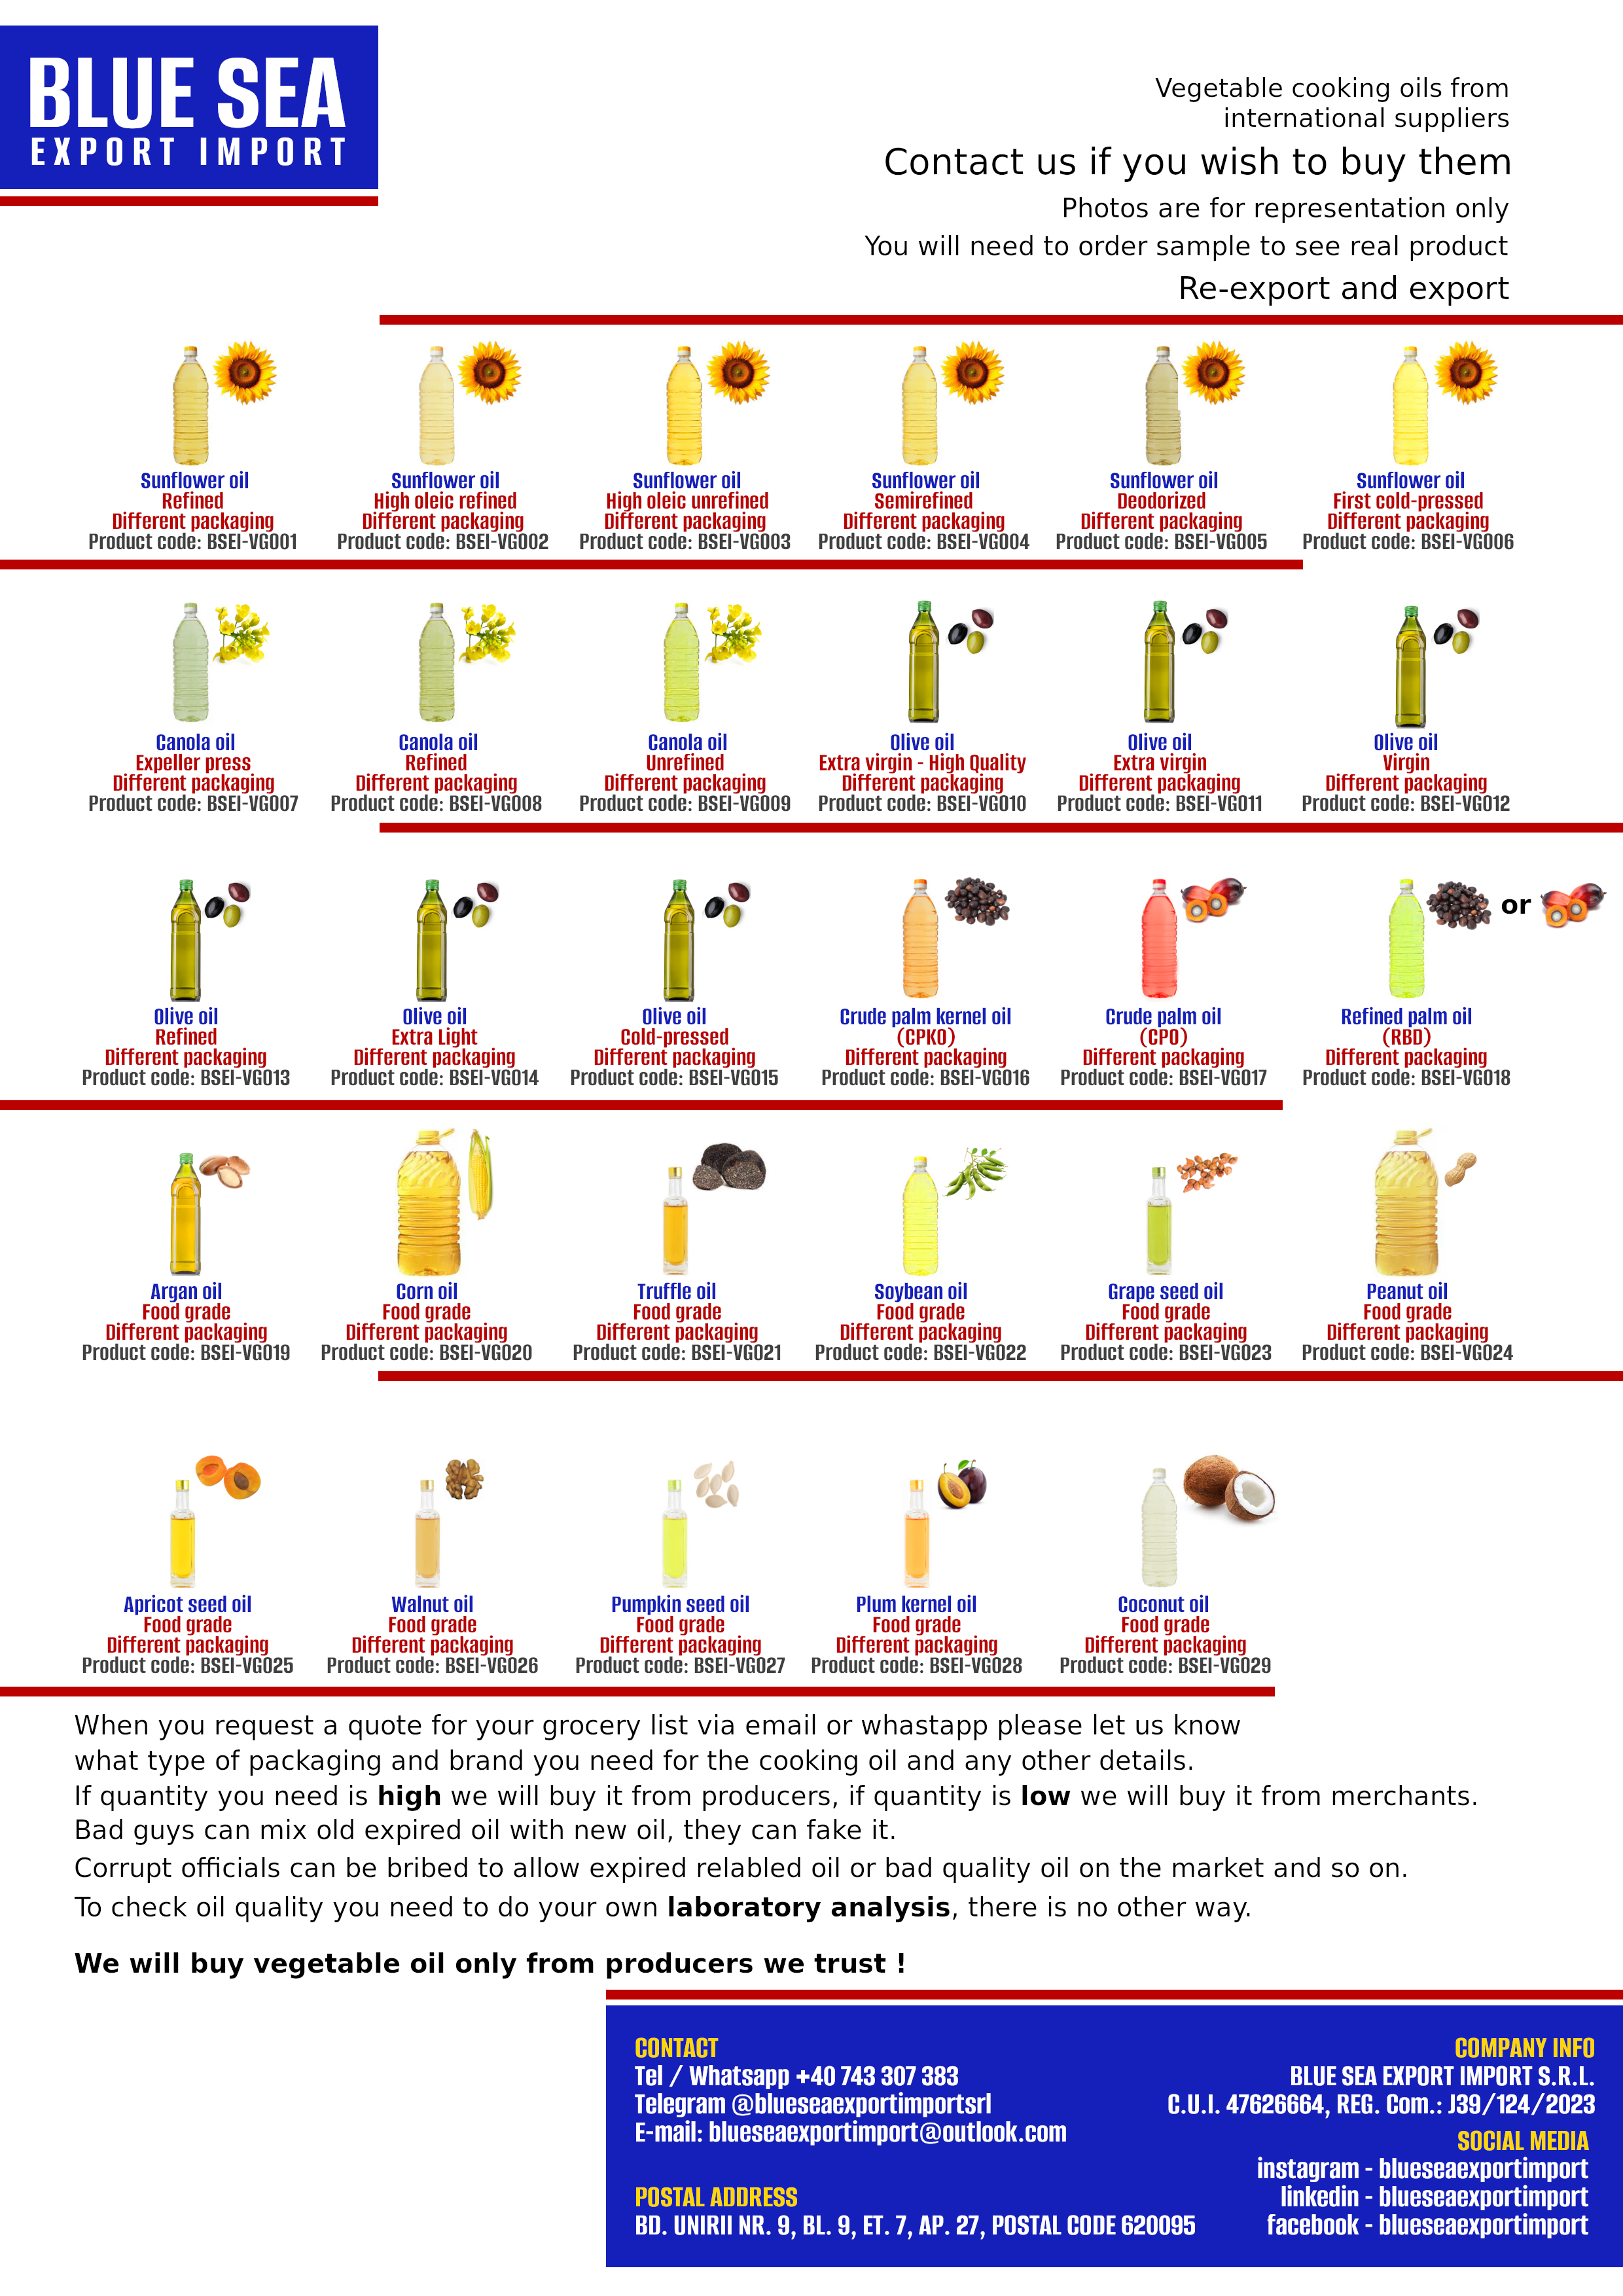 BLUE SEA
EXPORT IMPORT
Vegetable cooking oils from
international suppliers
Contact us if you wish to buy them
Photos are for representation only
You will need to order sample to see real product
Re-export and export
Sunflower oil
Refined
Different packaging
Product code: BSEI-VG001
Sunflower oil
High oleic refined
Different packaging
Product code: BSEI-VG002
Sunflower oil
High oleic unrefined
Different packaging
Product code: BSEI-VG003
Sunflower oil
Semirefined
Different packaging
Product code: BSEI-VG004
Sunflower oil
Deodorized
Different packaging
Product code: BSEI-VG005
Sunflower oil
First cold-pressed
Different packaging
Product code: BSEI-VG006
Canola oil
Expeller press
Different packaging
Product code: BSEI-VG007
Canola oil
Refined
Different packaging
Product code: BSEI-VG008
Canola oil
Unrefined
Different packaging
Product code: BSEI-VG009
Olive oil
Extra virgin - High Quality
Different packaging
Product code: BSEI-VG010
Olive oil
Extra virgin
Different packaging
Product code: BSEI-VG011
Olive oil
Virgin
Different packaging
Product code: BSEI-VG012
Olive oil
Refined
Different packaging
Product code: BSEI-VG013
Olive oil
Extra Light
Different packaging
Product code: BSEI-VG014
Olive oil
Cold-pressed
Different packaging
Product code: BSEI-VG015
Crude palm kernel oil
(CPKO)
Different packaging
Product code: BSEI-VG016
Crude palm oil
(CPO)
Different packaging
Product code: BSEI-VG017
or
Refined palm oil
(RBD)
Different packaging
Product code: BSEI-VG018
Argan oil
Food grade
Different packaging
Product code: BSEI-VG019
Corn oil
Food grade
Different packaging
Product code: BSEI-VG020
Truffle oil
Food grade
Different packaging
Product code: BSEI-VG021
Soybean oil
Food grade
Different packaging
Product code: BSEI-VG022
Grape seed oil
Food grade
Different packaging
Product code: BSEI-VG023
Peanut oil
Food grade
Different packaging
Product code: BSEI-VG024
Apricot seed oil
Food grade
Different packaging
Product code: BSEI-VG025
Walnut oil
Food grade
Different packaging
Product code: BSEI-VG026
Pumpkin seed oil
Food grade
Different packaging
Product code: BSEI-VG027
Plum kernel oil
Food grade
Different packaging
Product code: BSEI-VG028
Coconut oil
Food grade
Different packaging
Product code: BSEI-VG029
When you request a quote for your grocery list via email or whastapp please let us know
what type of packaging and brand you need for the cooking oil and any other details.
If quantity you need is high we will buy it from producers, if quantity is low we will buy it from merchants.
Bad guys can mix old expired oil with new oil, they can fake it.
Corrupt officials can be bribed to allow expired relabled oil or bad quality oil on the market and so on.
To check oil quality you need to do your own laboratory analysis, there is no other way.
We will buy vegetable oil only from producers we trust !
CONTACT
Tel / Whatsapp +40 743 307 383
Telegram @blueseaexportimportsrl
E-mail: blueseaexportimport@outlook.com
POSTAL ADDRESS
BD. UNIRII NR. 9, BL. 9, ET. 7, AP. 27, POSTAL CODE 620095
COMPANY INFO
BLUE SEA EXPORT IMPORT S.R.L.
C.U.I. 47626664, REG. Com.: J39/124/2023
SOCIAL MEDIA
instagram - blueseaexportimport
linkedin - blueseaexportimport
facebook - blueseaexportimport